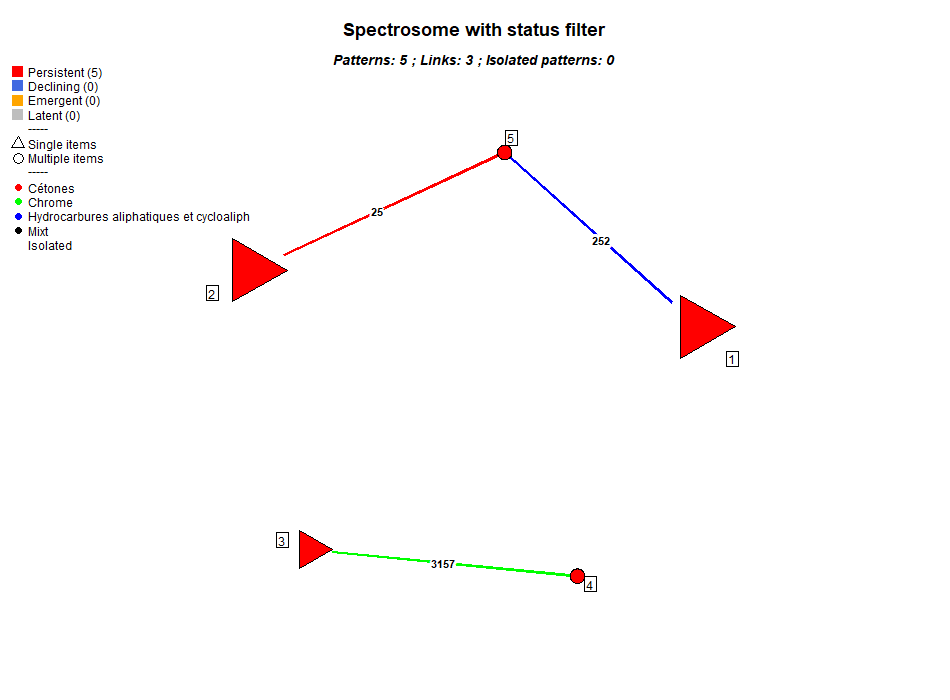 Spectrosome with status filter
Patterns: 5 ; Links: 3 ; Isolated patterns: 0
Persistent (5)
Declining (0)
Emergent (0)
Latent (0)
-----
Single items
Multiple items
-----
Cétones
Chrome
Hydrocarbures aliphatiques et cycloaliph
Mixt
Isolated
5
25
252
2
1
3
3157
4